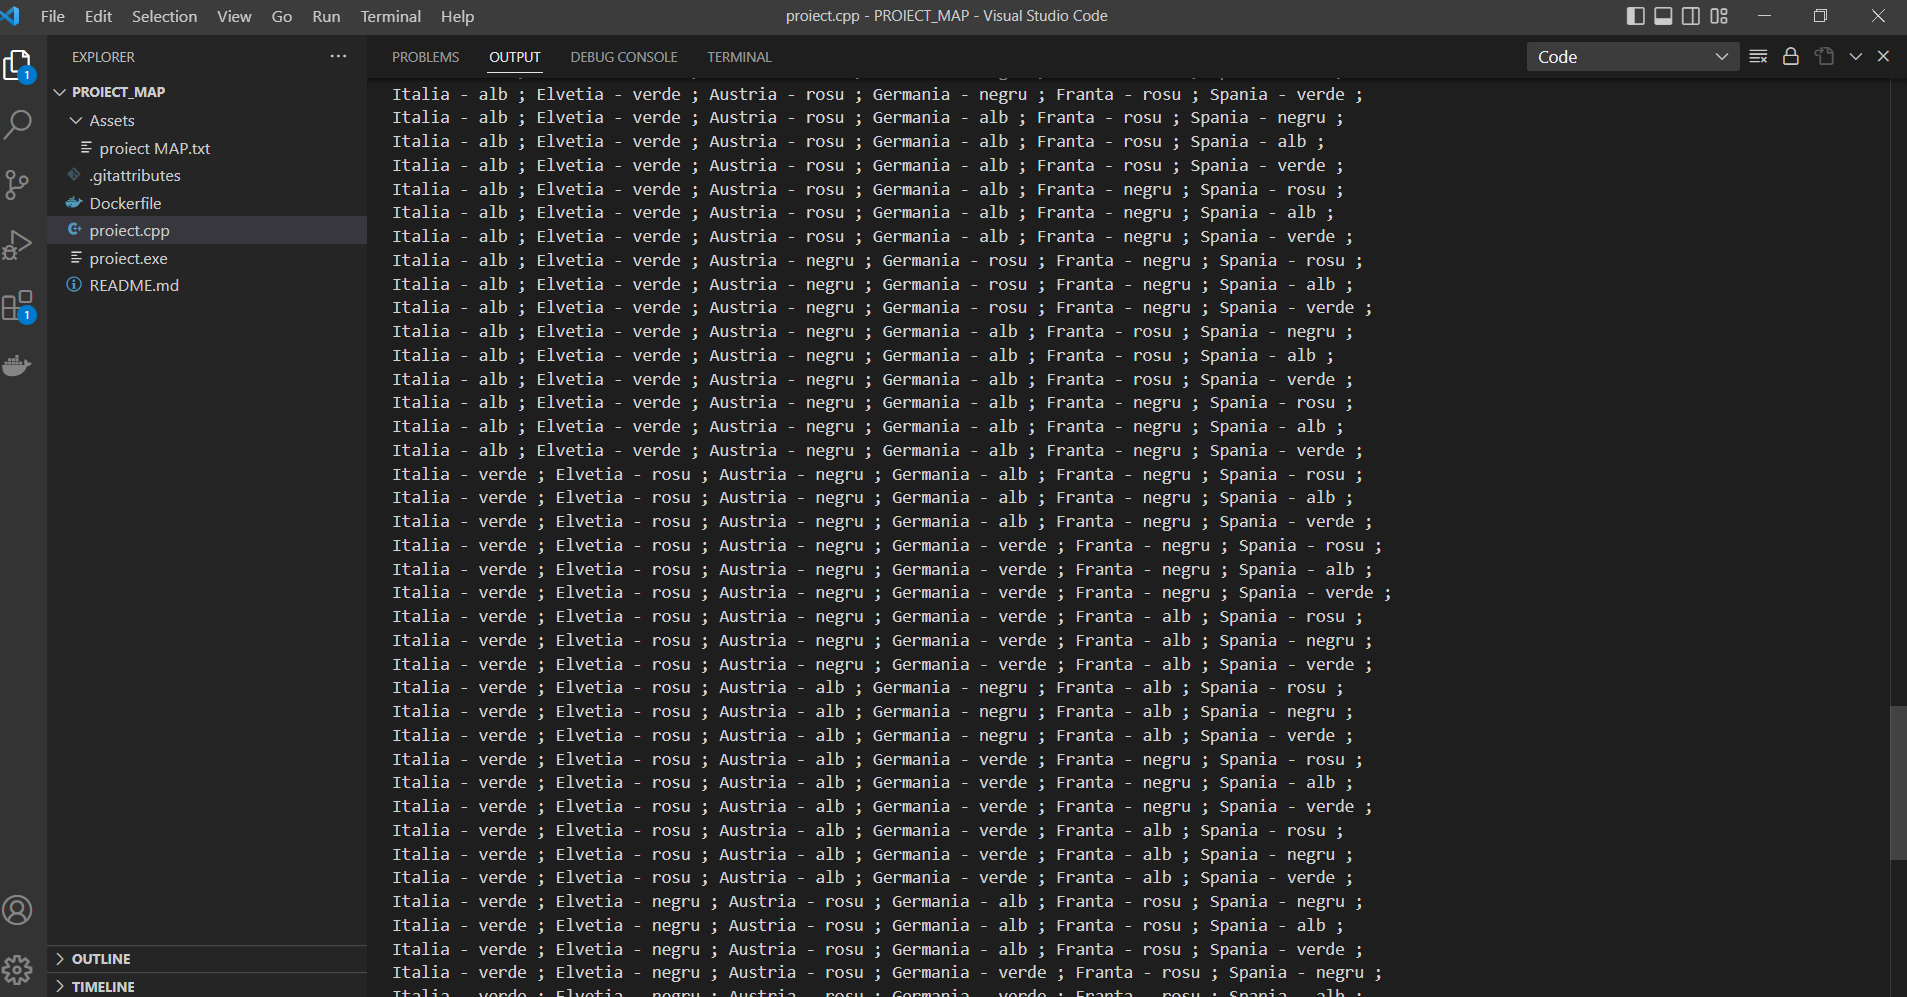 File Edit Selection View Go Run Terminal Help
proiect.cpp - PROIECT_MAP - Visual Studio Code
EXPLORER
PROIECT_MAP
Assets
proiect MAP.txt
.gitattributes
Dockerfile
proiect.cpp
proiect.exe
README.md
OUTLINE
TIMELINE
1
1
PROBLEMS OUTPUT DEBUG CONSOLE TERMINAL
Code
Italia - alb ; Elvetia - verde ; Austria - rosu ; Germania - negru ; Franta - rosu ; Spania - verde ;
Italia - alb ; Elvetia - verde ; Austria - rosu ; Germania - alb ; Franta - rosu ; Spania - negru ;
Italia - alb ; Elvetia - verde ; Austria - rosu ; Germania - alb ; Franta - rosu ; Spania - alb ;
Italia - alb ; Elvetia - verde ; Austria - rosu ; Germania - alb ; Franta - rosu ; Spania - verde ;
Italia - alb ; Elvetia - verde ; Austria - rosu ; Germania - alb ; Franta - negru ; Spania - rosu ;
Italia - alb ; Elvetia - verde ; Austria - rosu ; Germania - alb ; Franta - negru ; Spania - alb ;
Italia - alb ; Elvetia - verde ; Austria - rosu ; Germania - alb ; Franta - negru ; Spania - verde ;
Italia - alb ; Elvetia - verde ; Austria - negru ; Germania - rosu ; Franta - negru ; Spania - rosu ;
Italia - alb ; Elvetia - verde ; Austria - negru ; Germania - rosu ; Franta - negru ; Spania - alb ;
Italia - alb ; Elvetia - verde ; Austria - negru ; Germania - rosu ; Franta - negru ; Spania - verde ;
Italia - alb ; Elvetia - verde ; Austria - negru ; Germania - alb ; Franta - rosu ; Spania - negru ;
Italia - alb ; Elvetia - verde ; Austria - negru ; Germania - alb ; Franta - rosu ; Spania - alb ;
Italia - alb ; Elvetia - verde ; Austria - negru ; Germania - alb ; Franta - rosu ; Spania - verde ;
Italia - alb ; Elvetia - verde ; Austria - negru ; Germania - alb ; Franta - negru ; Spania - rosu ;
Italia - alb ; Elvetia - verde ; Austria - negru ; Germania - alb ; Franta - negru ; Spania - alb ;
Italia - alb ; Elvetia - verde ; Austria - negru ; Germania - alb ; Franta - negru ; Spania - verde ;
Italia - verde ; Elvetia - rosu ; Austria - negru ; Germania - alb ; Franta - negru ; Spania - rosu ;
Italia - verde ; Elvetia - rosu ; Austria - negru ; Germania - alb ; Franta - negru ; Spania - alb ;
Italia - verde ; Elvetia - rosu ; Austria - negru ; Germania - alb ; Franta - negru ; Spania - verde ;
Italia - verde ; Elvetia - rosu ; Austria - negru ; Germania - verde ; Franta - negru ; Spania - rosu ;
Italia - verde ; Elvetia - rosu ; Austria - negru ; Germania - verde ; Franta - negru ; Spania - alb ;
Italia - verde ; Elvetia - rosu ; Austria - negru ; Germania - verde ; Franta - negru ; Spania - verde ;
Italia - verde ; Elvetia - rosu ; Austria - negru ; Germania - verde ; Franta - alb ; Spania - rosu ;
Italia - verde ; Elvetia - rosu ; Austria - negru ; Germania - verde ; Franta - alb ; Spania - negru ;
Italia - verde ; Elvetia - rosu ; Austria - negru ; Germania - verde ; Franta - alb ; Spania - verde ;
Italia - verde ; Elvetia - rosu ; Austria - alb ; Germania - negru ; Franta - alb ; Spania - rosu ;
Italia - verde ; Elvetia - rosu ; Austria - alb ; Germania - negru ; Franta - alb ; Spania - negru ;
Italia - verde ; Elvetia - rosu ; Austria - alb ; Germania - negru ; Franta - alb ; Spania - verde ;
Italia - verde ; Elvetia - rosu ; Austria - alb ; Germania - verde ; Franta - negru ; Spania - rosu ;
Italia - verde ; Elvetia - rosu ; Austria - alb ; Germania - verde ; Franta - negru ; Spania - alb ;
Italia - verde ; Elvetia - rosu ; Austria - alb ; Germania - verde ; Franta - negru ; Spania - verde ;
Italia - verde ; Elvetia - rosu ; Austria - alb ; Germania - verde ; Franta - alb ; Spania - rosu ;
Italia - verde ; Elvetia - rosu ; Austria - alb ; Germania - verde ; Franta - alb ; Spania - negru ;
Italia - verde ; Elvetia - rosu ; Austria - alb ; Germania - verde ; Franta - alb ; Spania - verde ;
Italia - verde ; Elvetia - negru ; Austria - rosu ; Germania - alb ; Franta - rosu ; Spania - negru ;
Italia - verde ; Elvetia - negru ; Austria - rosu ; Germania - alb ; Franta - rosu ; Spania - alb ;
Italia - verde ; Elvetia - negru ; Austria - rosu ; Germania - alb ; Franta - rosu ; Spania - verde ;
Italia - verde ; Elvetia - negru ; Austria - rosu ; Germania - verde ; Franta - rosu ; Spania - negru ;
Italia - verde ; Elvetia - negru ; Austria - rosu ; Germania - verde ; Franta - rosu ; Spania - alb ;